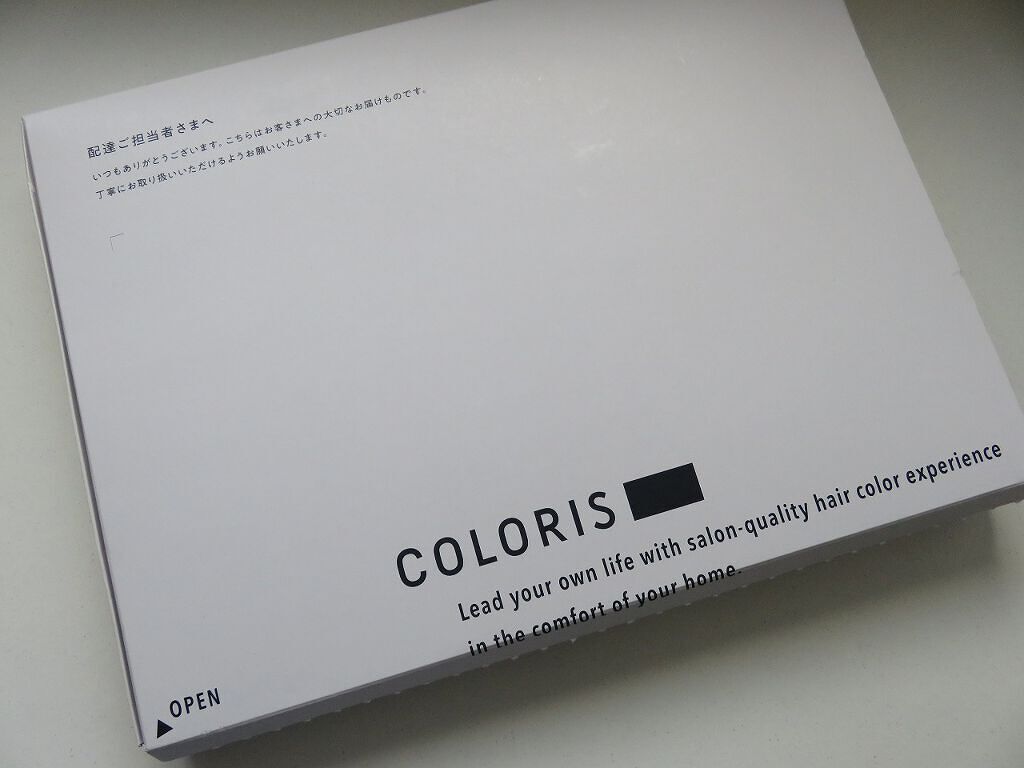 配達ご担当者さまへ
いつもありがとうございます。こちらはお客さまへの大切なお届けものです。
丁寧にお取り扱いいただけるようお願いいたします。
COLORIS
Lead your own life with salon-quality hair color experience
in the comfort of your home.
OPEN